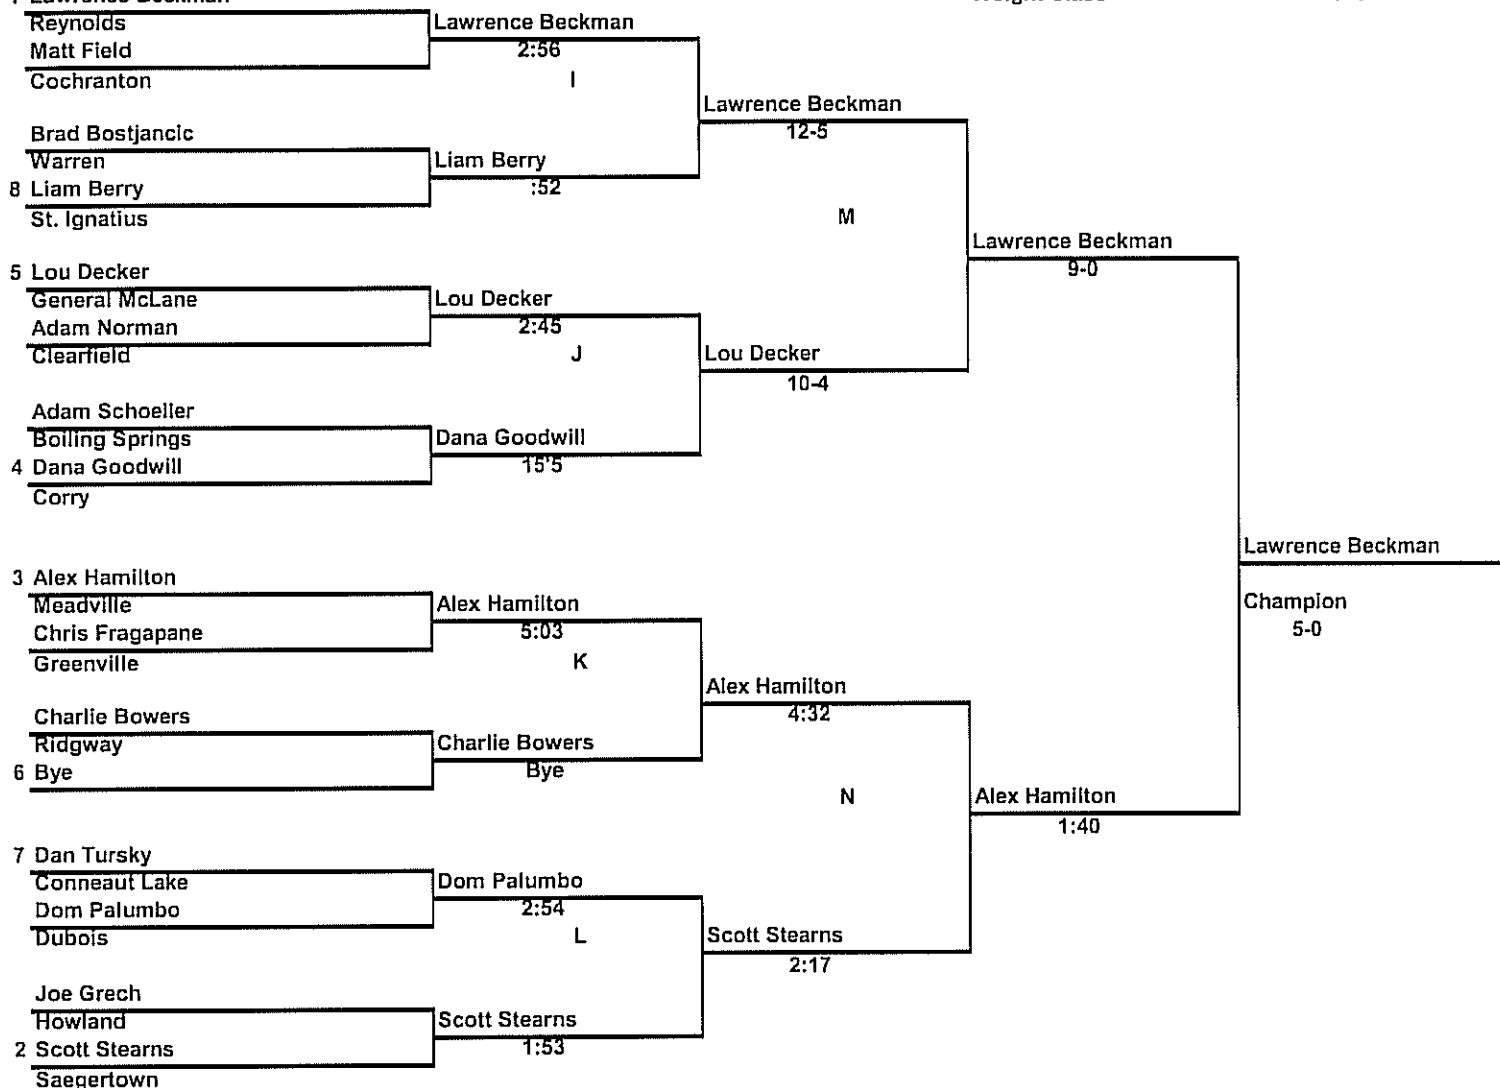 Lawrence Beckman
Reynolds
Matt Field
Cochranton
Brad Bostjancic
Warren
8 Liam Berry
St. Ignatius
5 Lou Decker
General McLane
Adam Norman
Clearfield
Adam Schoeller
Boiling Springs
4 Dana Goodwill
Corry
3 Alex Hamilton
Meadville
Chris Fragapane
Greenville
Charlie Bowers
Ridgway
6 Bye
7 Dan Tursky
Conneaut Lake
Dom Palumbo
Dubois
Joe Grech
Howland
2 Scott Stearns
Saegertown
Lawrence Beckman
2:56
I
Liam Berry
:52
Lou Decker
2:45
J
Dana Goodwill
15'5
Alex Hamilton
5:03
K
Charlie Bowers
Bye
Dom Palumbo
2:54
L
Scott Stearns
1:53
Lawrence Beckman
12-5
M
Lou Decker
10-4
Alex Hamilton
4:32
N
Scott Stearns
2:17
Lawrence Beckman
9-0
Alex Hamilton
1:40
Lawrence Beckman
Champion
5-0